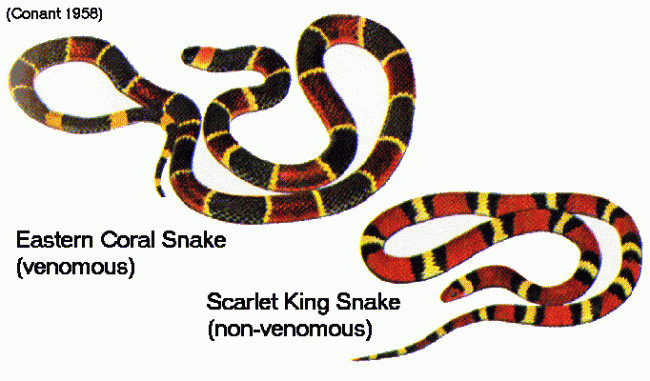 (Conant 1958)
Eastern Coral Snake
(venomous)
Scarlet King Snake
(non-venomous)